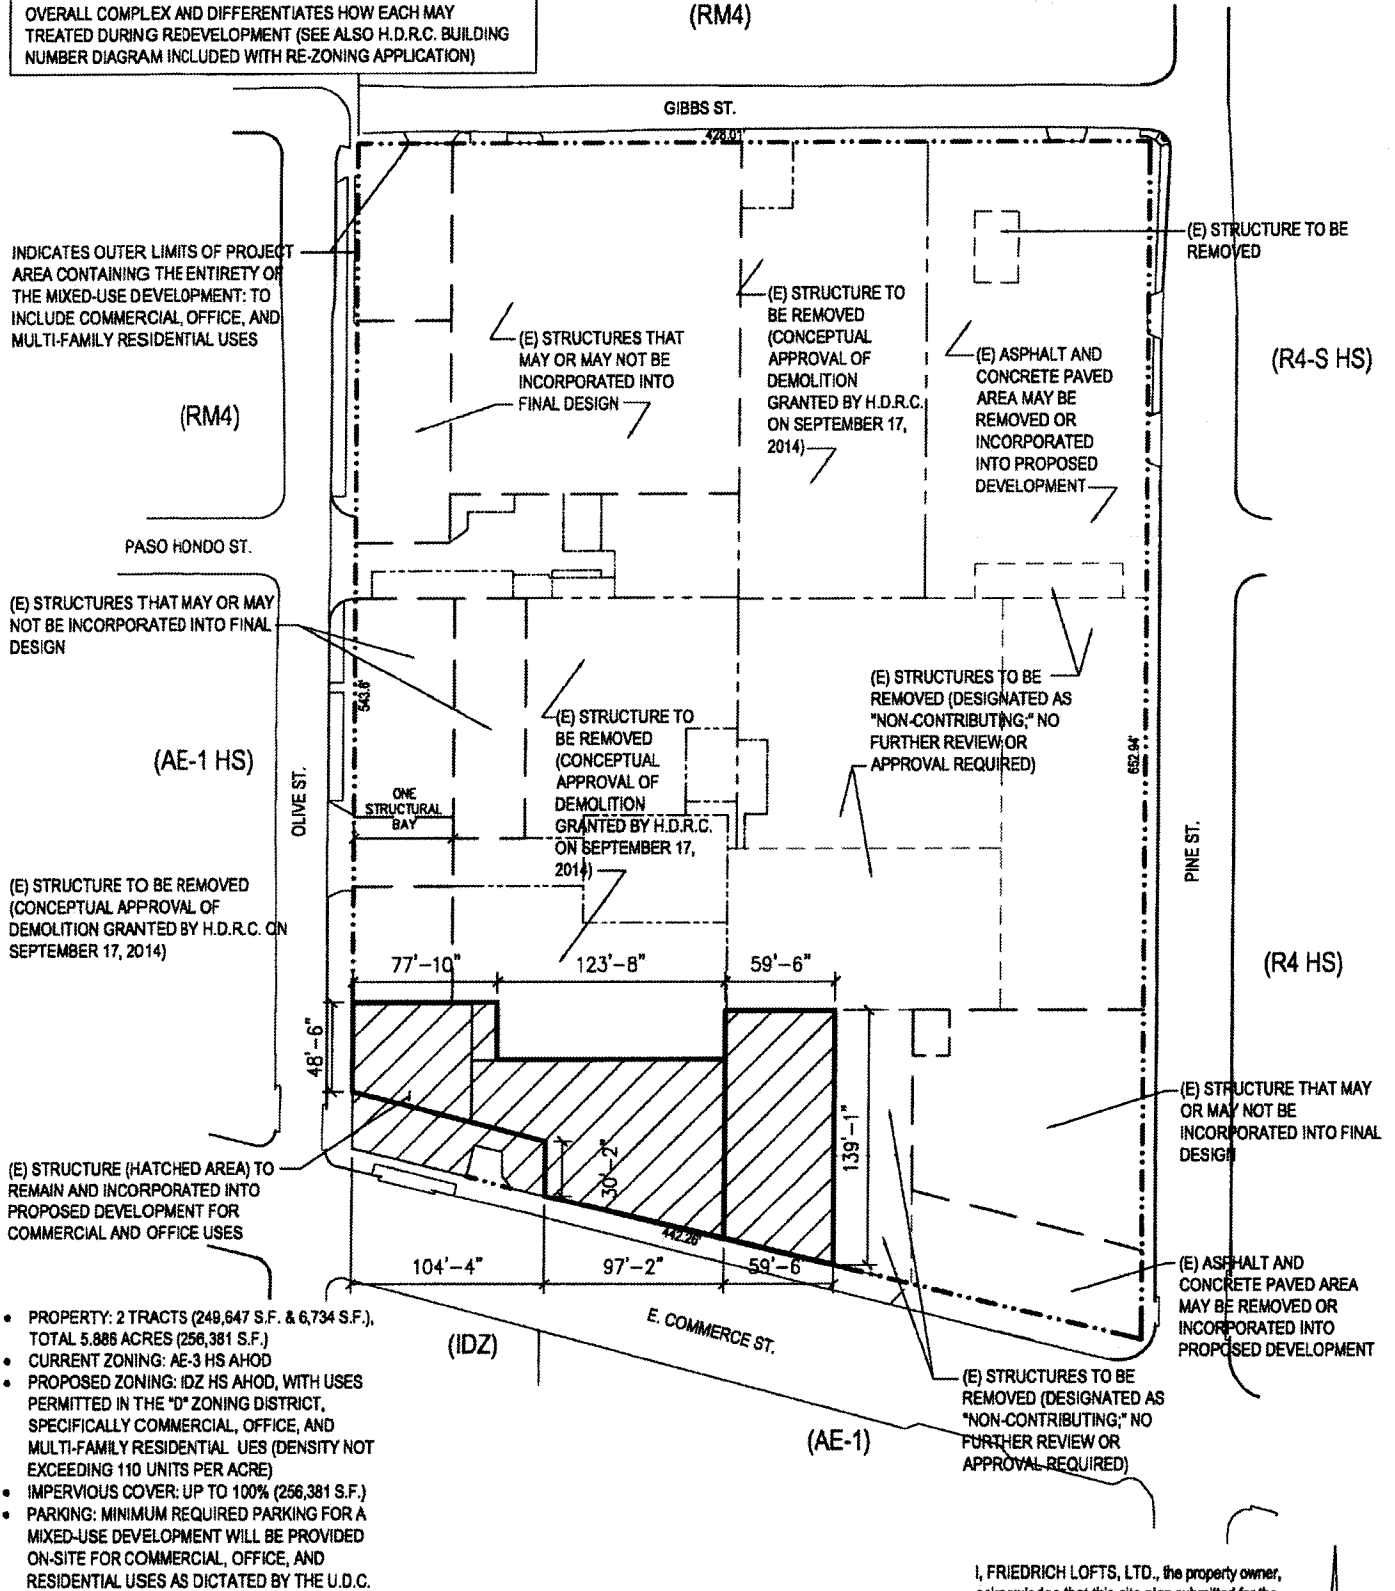 OVERALL COMPLEX AND DIFFERENTIATES HOW EACH MAY
TREATED DURING REDEVELOPMENT (SEE ALSO H.D.R.C. BUILDING
NUMBER DIAGRAM INCLUDED WITH RE-ZONING APPLICATION)
(RM4)
GIBBS ST.
428.01'
INDICATES OUTER LIMITS OF PROJECT
AREA CONTAINING THE ENTIRETY OF
THE MIXED-USE DEVELOPMENT: TO
INCLUDE COMMERCIAL, OFFICE, AND
MULTI-FAMILY RESIDENTIAL USES
(E) STRUCTURE TO BE
REMOVED
(E) STRUCTURES THAT
MAY OR MAY NOT BE
INCORPORATED INTO
FINAL DESIGN
(E) STRUCTURE TO
BE REMOVED
(CONCEPTUAL
APPROVAL OF
DEMOLITION
GRANTED BY H.D.R.C.
ON SEPTEMBER 17,
2014)
(E) ASPHALT AND
CONCRETE PAVED
AREA MAY BE
REMOVED OR
INCORPORATED
INTO PROPOSED
DEVELOPMENT
(R4-S HS)
(RM4)
PASO HONDO ST.
(E) STRUCTURES THAT MAY OR MAY
NOT BE INCORPORATED INTO FINAL
DESIGN
543.6'
(E) STRUCTURE TO
BE REMOVED
(CONCEPTUAL
APPROVAL OF
DEMOLITION
GRANTED BY H.D.R.C.
ON SEPTEMBER 17,
2014)
(E) STRUCTURES TO BE
REMOVED (DESIGNATED AS
"NON-CONTRIBUTING;" NO
FURTHER REVIEW OR
APPROVAL REQUIRED)
652.94'
(AE-1 HS)
OLIVE ST.
ONE
STRUCTURAL
BAY
PINE ST.
(E) STRUCTURE TO BE REMOVED
(CONCEPTUAL APPROVAL OF
DEMOLITION GRANTED BY H.D.R.C. ON
SEPTEMBER 17, 2014)
77'-10"
123'-8"
59'-6"
(R4 HS)
48'-6"
139'-1"
30'-2"
(E) STRUCTURE THAT MAY
OR MAY NOT BE
INCORPORATED INTO FINAL
DESIGN
(E) STRUCTURE (HATCHED AREA) TO
REMAIN AND INCORPORATED INTO
PROPOSED DEVELOPMENT FOR
COMMERCIAL AND OFFICE USES
442.26'
104'-4"
97'-2"
59'-6
(E) ASPHALT AND
CONCRETE PAVED AREA
MAY BE REMOVED OR
INCORPORATED INTO
PROPOSED DEVELOPMENT
E. COMMERCE ST.
(IDZ)
• PROPERTY: 2 TRACTS (249,647 S.F. & 6,734 S.F.),
TOTAL 5.886 ACRES (256,381 S.F.)
• CURRENT ZONING: AE-3 HS AHOD
• PROPOSED ZONING: IDZ HS AHOD, WITH USES
PERMITTED IN THE "D" ZONING DISTRICT,
SPECIFICALLY COMMERCIAL, OFFICE, AND
MULTI-FAMILY RESIDENTIAL UES (DENSITY NOT
EXCEEDING 110 UNITS PER ACRE)
• IMPERVIOUS COVER: UP TO 100% (256,381 S.F.)
• PARKING: MINIMUM REQUIRED PARKING FOR A
MIXED-USE DEVELOPMENT WILL BE PROVIDED
ON-SITE FOR COMMERCIAL, OFFICE, AND
RESIDENTIAL USES AS DICTATED BY THE U.D.C.
(E) STRUCTURES TO BE
REMOVED (DESIGNATED AS
"NON-CONTRIBUTING;" NO
FURTHER REVIEW OR
APPROVAL REQUIRED)
(AE-1)
I, FRIEDRICH LOFTS, LTD., the property owner,